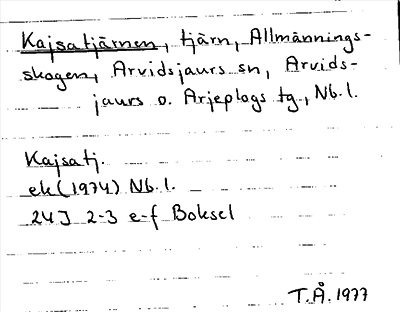 Kajsatjärnen, tjärn, Allmännings-
skogen, Arvidsjaurs sn, Arvids-
jaurs o. Arjeplogs tg., Nb.l.
Kajsatj.
ek (1974) Nb.l.
24J 2-3 e-f Boksel
T.Å. 1977